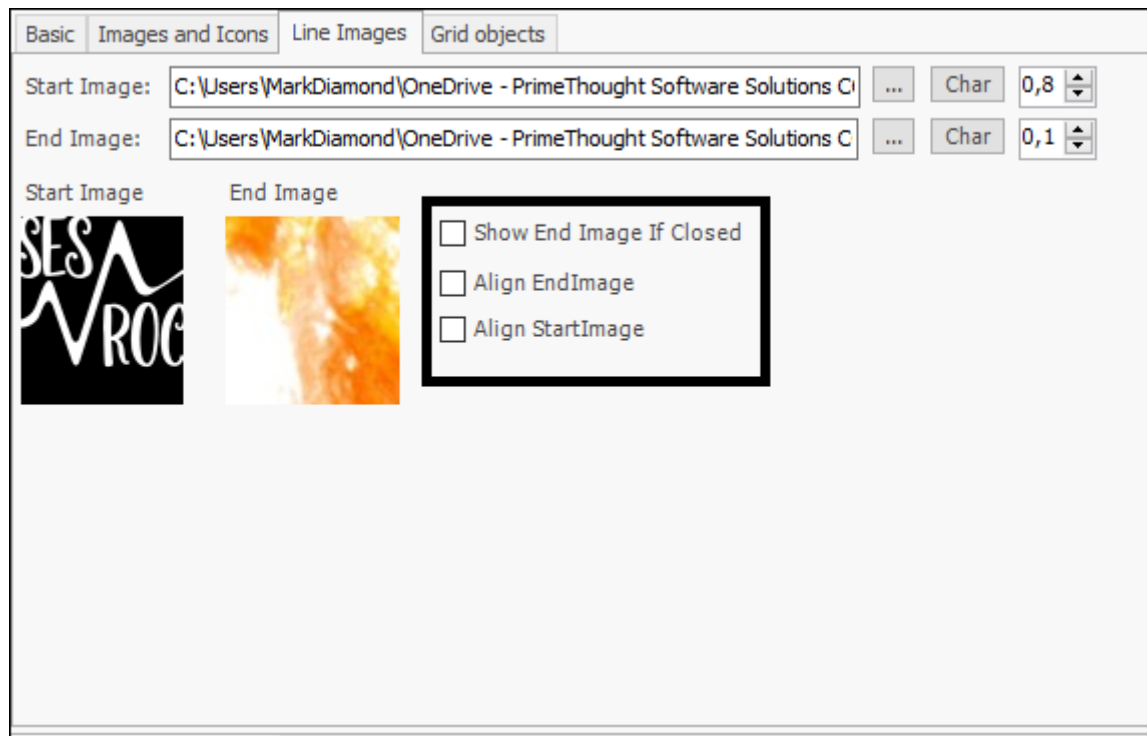 Basic Images and Icons Line Images Grid objects
Start Image: C:\Users\MarkDiamond\OneDrive - PrimeThought Software Solutions C ... Char 0,8
End Image: C:\Users\MarkDiamond\OneDrive - PrimeThought Software Solutions C ... Char 0,1
Start Image End Image
SES
ROC
Show End Image If Closed
Align EndImage
Align StartImage